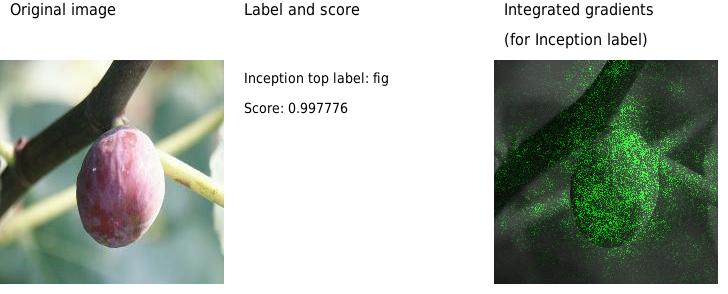 Original image
Label and score
Integrated gradients
(for Inception label)
Inception top label: fig
Score: 0.997776